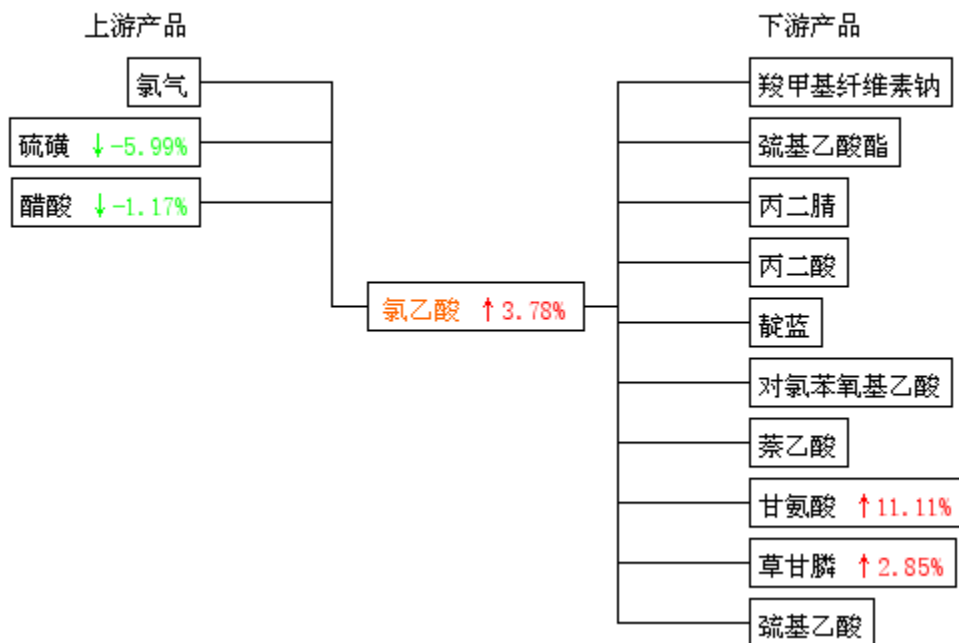 上游产品
下游产品
氯气
硫磺 ↓-5.99%
醋酸 ↓-1.17%
氯乙酸 ↑3.78%
羧甲基纤维素钠
巯基乙酸酯
丙二腈
丙二酸
靛蓝
对氯苯氧基乙酸
萘乙酸
甘氨酸 ↑11.11%
草甘膦 ↑2.85%
巯基乙酸